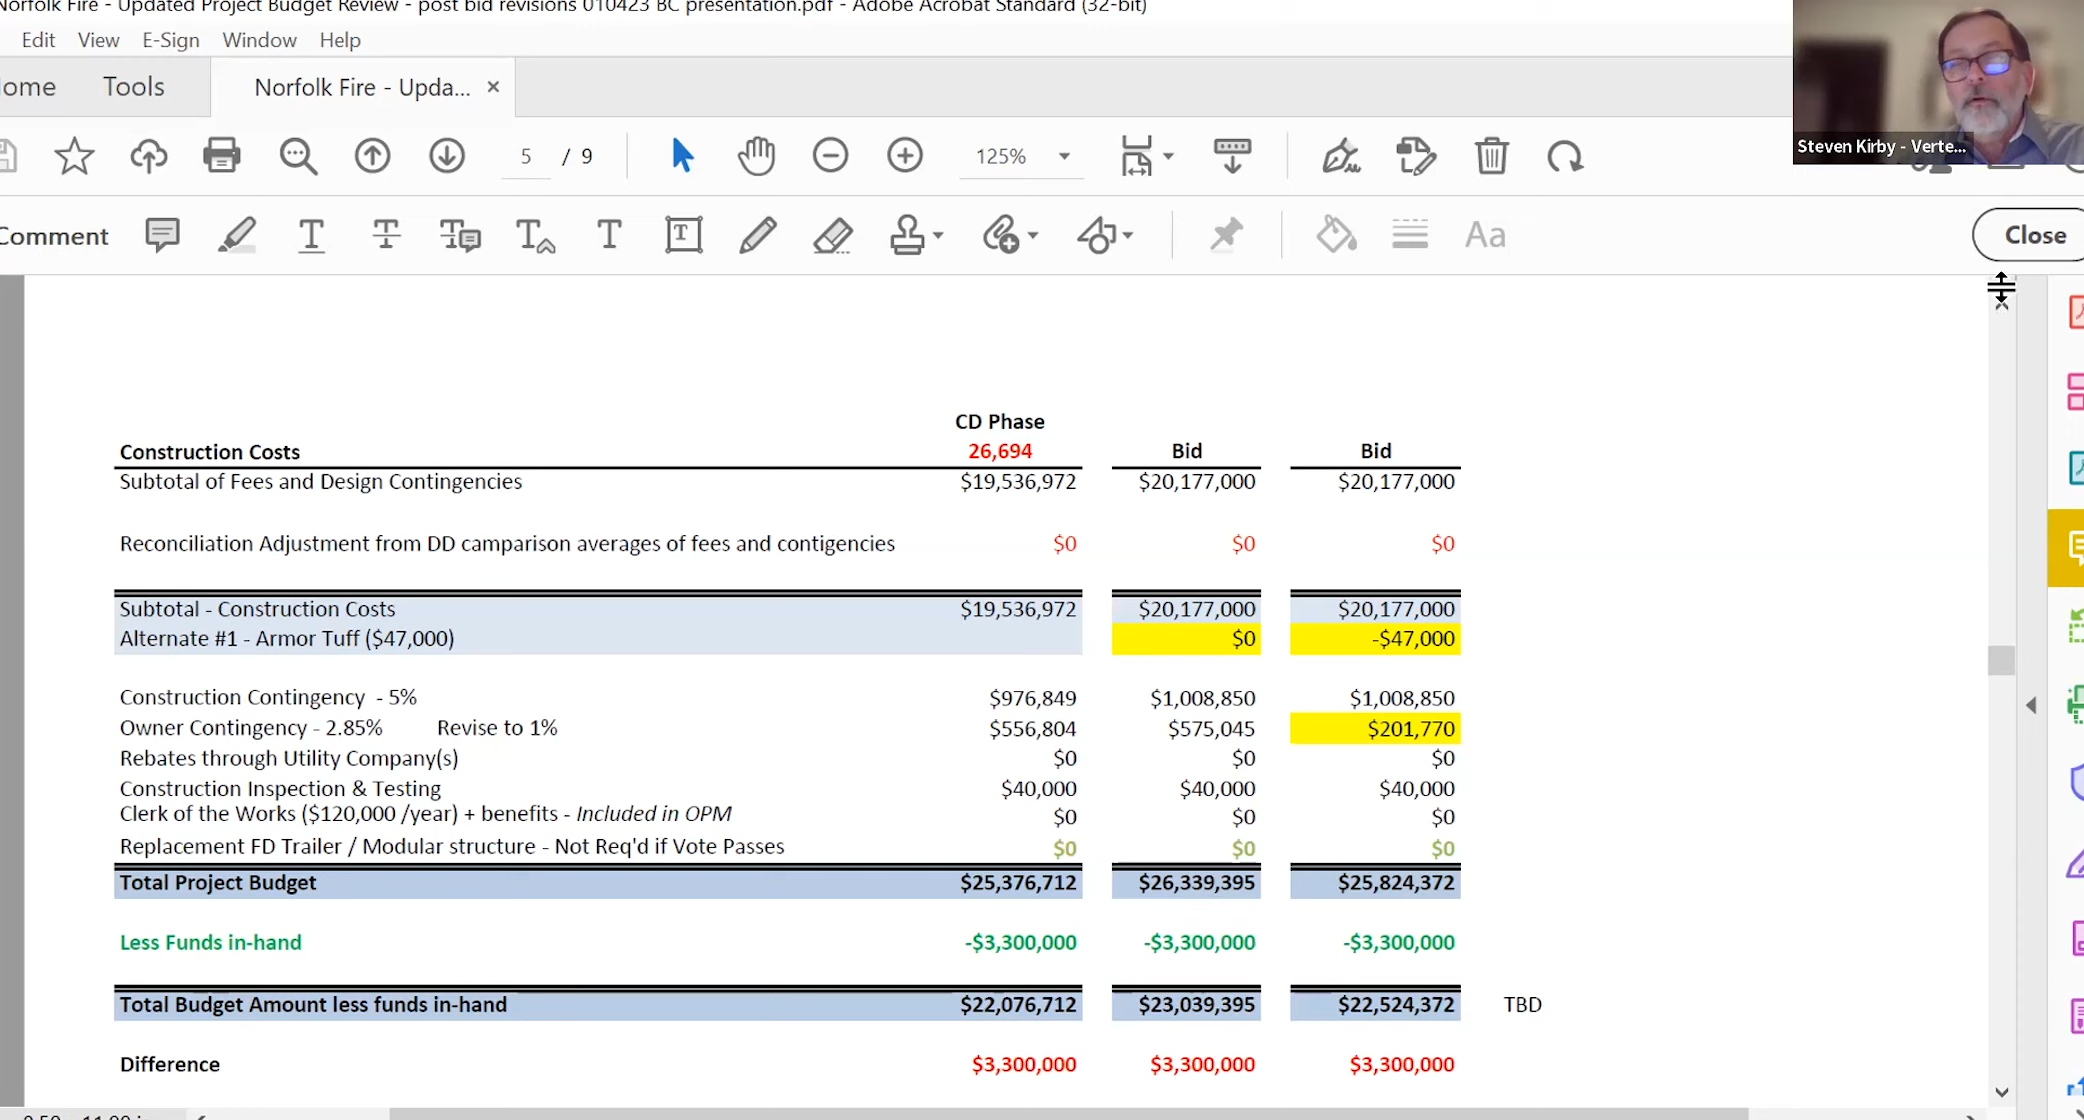 Norfolk Fire - Updated Project Budget Review - post bid revisions 010423 BC presentation.pdf - Adobe Acrobat Standard (32-bit)
Edit View E-Sign Window Help
ome Tools Norfolk Fire - Upda... ×
5 / 9 125%
Steven Kirby - Verte...
Comment T T T T T T Aa Close
CD Phase
Construction Costs 26,694 Bid Bid
Subtotal of Fees and Design Contingencies $19,536,972 $20,177,000 $20,177,000
Reconciliation Adjustment from DD camparison averages of fees and contigencies $0 $0 $0
Subtotal - Construction Costs $19,536,972 $20,177,000 $20,177,000
Alternate #1 - Armor Tuff ($47,000) $0 -$47,000
Construction Contingency - 5% $976,849 $1,008,850 $1,008,850
Owner Contingency - 2.85% Revise to 1% $556,804 $575,045 $201,770
Rebates through Utility Company(s) $0 $0 $0
Construction Inspection & Testing $40,000 $40,000 $40,000
Clerk of the Works ($120,000 /year) + benefits - Included in OPM $0 $0 $0
Replacement FD Trailer / Modular structure - Not Req'd if Vote Passes $0 $0 $0
Total Project Budget $25,376,712 $26,339,395 $25,824,372
Less Funds in-hand -$3,300,000 -$3,300,000 -$3,300,000
Total Budget Amount less funds in-hand $22,076,712 $23,039,395 $22,524,372 TBD
Difference $3,300,000 $3,300,000 $3,300,000